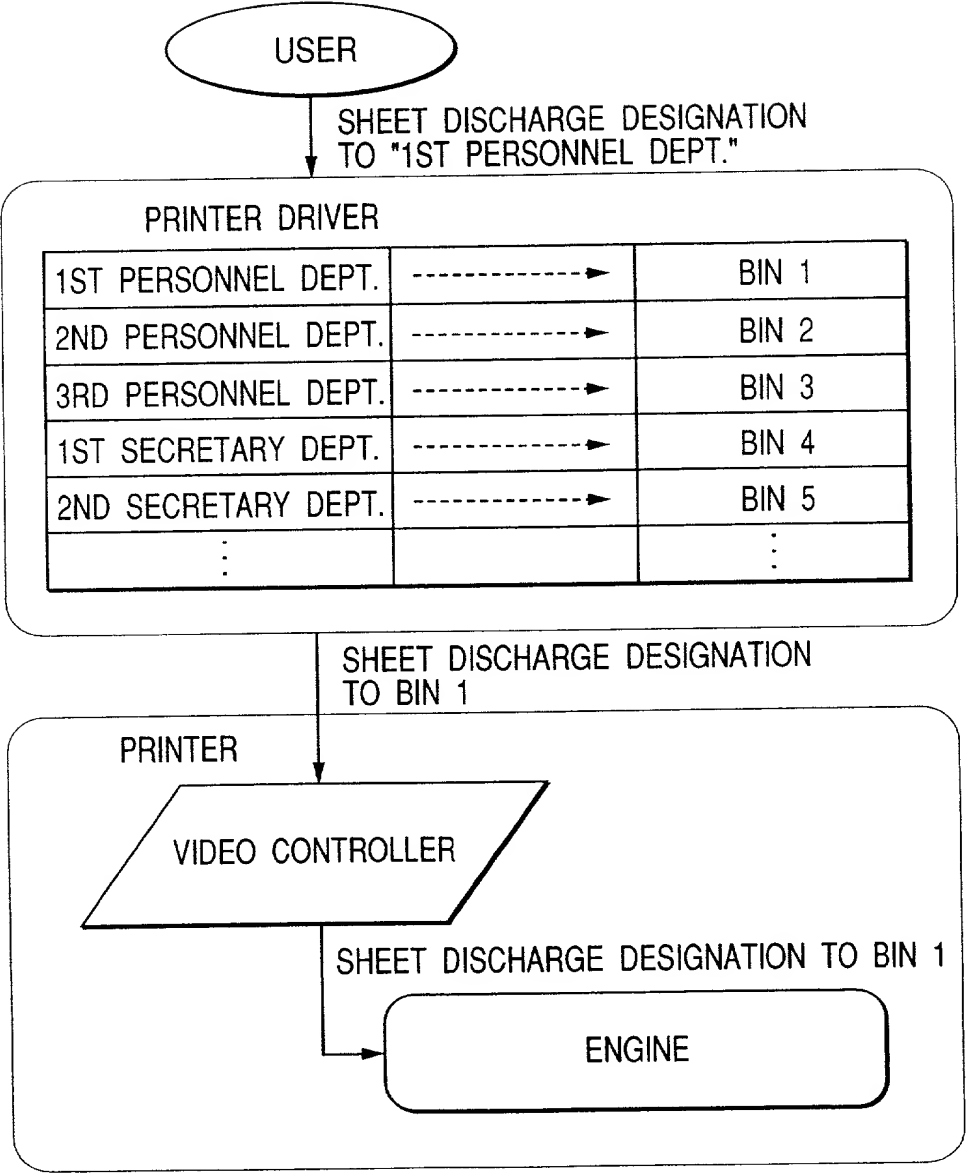 USER
SHEET DISCHARGE DESIGNATION
TO "1ST PERSONNEL DEPT."
PRINTER DRIVER
1ST PERSONNEL DEPT. BIN 1
2ND PERSONNEL DEPT. BIN 2
3RD PERSONNEL DEPT. BIN 3
1ST SECRETARY DEPT. BIN 4
2ND SECRETARY DEPT. BIN 5
SHEET DISCHARGE DESIGNATION
TO BIN 1
PRINTER
VIDEO CONTROLLER
SHEET DISCHARGE DESIGNATION TO BIN 1
ENGINE